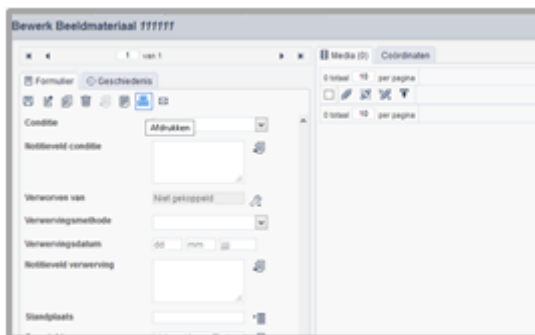 Bewerk Beeldmateriaal ffffff
1 van 1
Media (0) Coördinaten
Formulier Geschiedenis
0 totaal 10 per pagina
Afdrukken
Conditie
0 totaal 10 per pagina
Notitieveld conditie
Verworven van Niet gekoppeld
Verwervingsmethode
Verwervingsdatum dd mm jjjj
Notitieveld verwerving
Standplaats